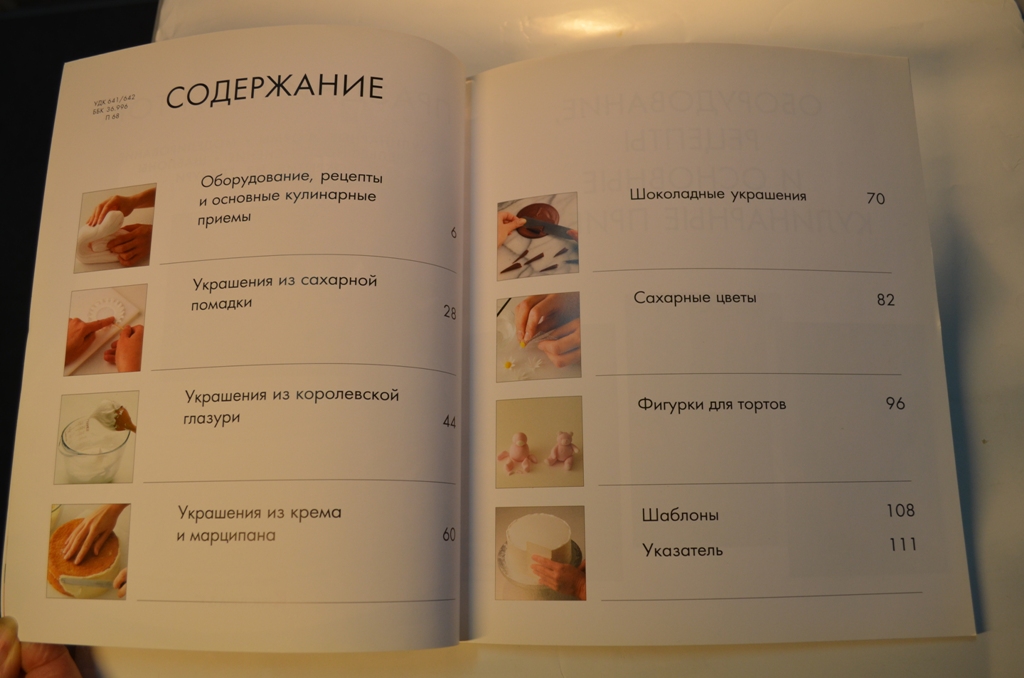 УДК 641/642
ББК 36.996
П 68
СОДЕРЖАНИЕ
Оборудование, рецепты
и основные кулинарные
приемы
6
Украшения из сахарной
помадки
28
Украшения из королевской
глазури
44
Украшения из крема
и марципана
60
Шоколадные украшения 70
Сахарные цветы 82
Фигурки для тортов 96
Шаблоны 108
Указатель 111